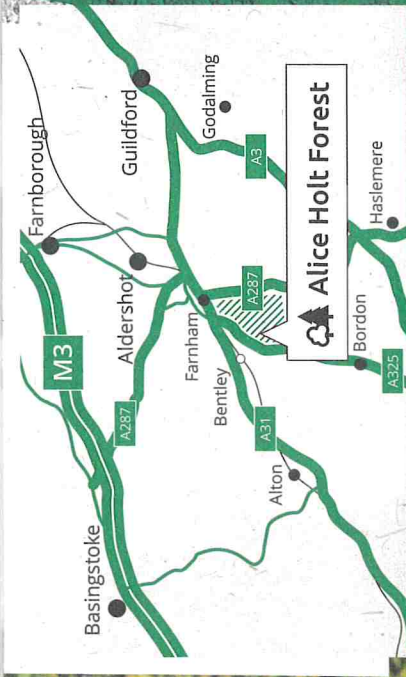 Farnborough
Guildford
Godalming
M3
Aldershot
A3
Alice Holt Forest
Haslemere
A287
Farnham
A287
Basingstoke
Bentley
Bordon
A31
A325
Alton